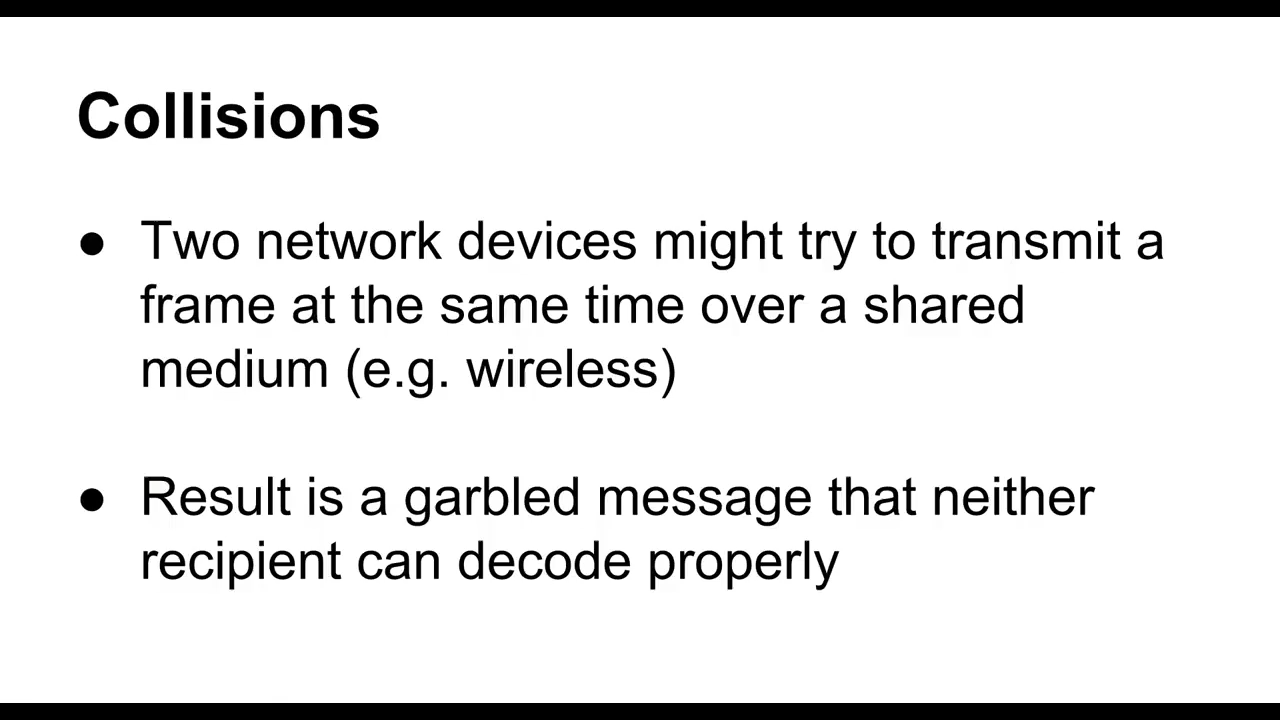 Collisions
● Two network devices might try to transmit a
frame at the same time over a shared
medium (e.g. wireless)
● Result is a garbled message that neither
recipient can decode properly